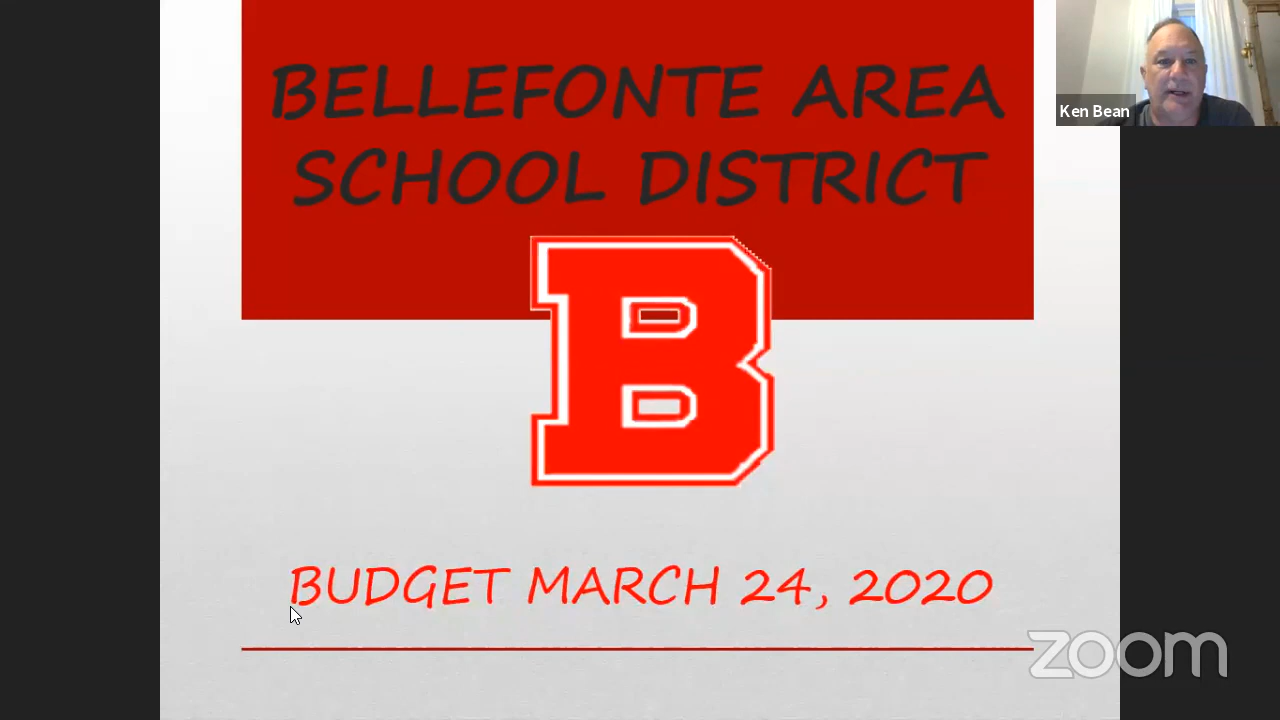 BELLEFONTE AREA
SCHOOL DISTRICT
B
BUDGET MARCH 24, 2020
Ken Bean
zoom